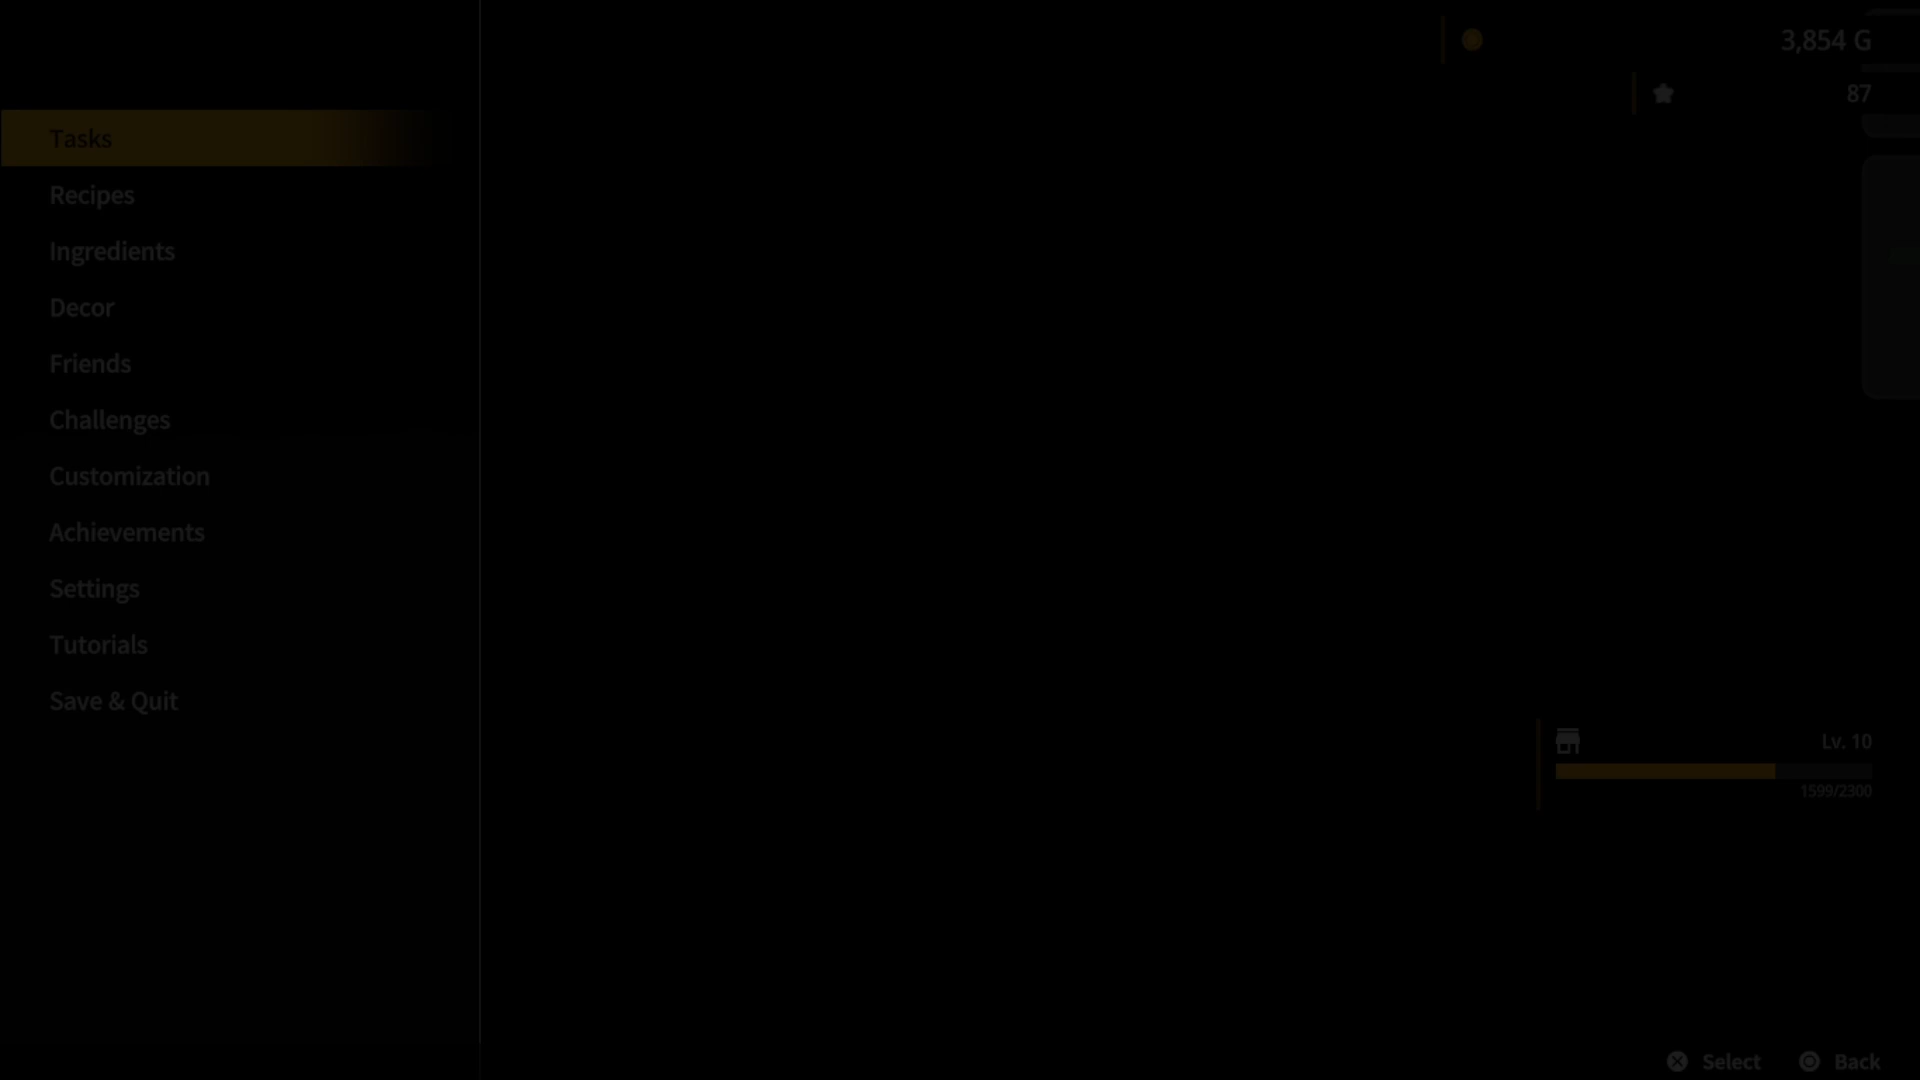 3,854 G
87
Tasks
Recipes
Ingredients
Decor
Friends
Challenges
Customization
Achievements
Settings
Tutorials
Save & Quit
Lv. 10
1599/2300
Select
Back